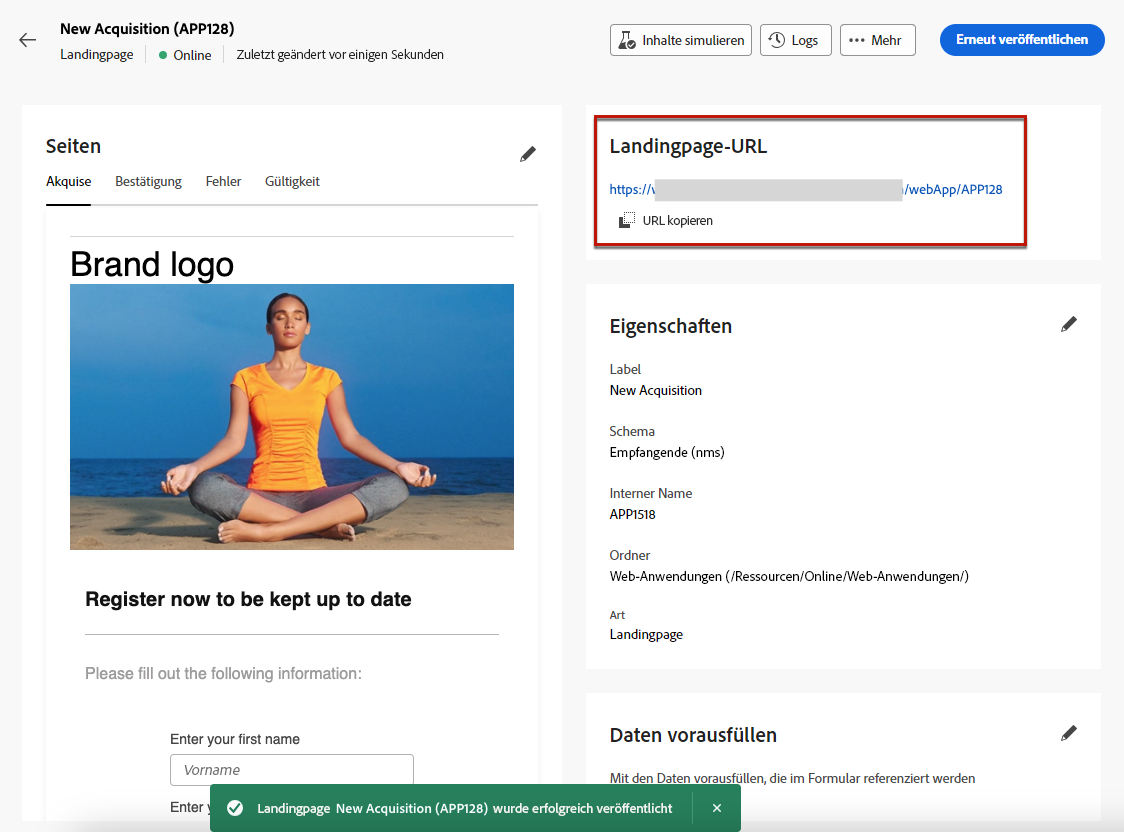 New Acquisition (APP128)
Landingpage
Online
Zuletzt geändert vor einigen Sekunden
Inhalte simulieren
Logs
Mehr
Erneut veröffentlichen
Seiten
Akquise
Bestätigung
Fehler
Gültigkeit
Brand logo
Register now to be kept up to date
Please fill out the following information:
Enter your first name
Vorname
Enter
Landingpage-URL
https:// /webApp/APP128
URL kopieren
Eigenschaften
Label
New Acquisition
Schema
Empfangende (nms)
Interner Name
APP1518
Ordner
Web-Anwendungen (/Ressourcen/Online/Web-Anwendungen/)
Art
Landingpage
Daten vorausfüllen
Mit den Daten vorausfüllen, die im Formular referenziert werden
Landingpage New Acquisition (APP128) wurde erfolgreich veröffentlicht